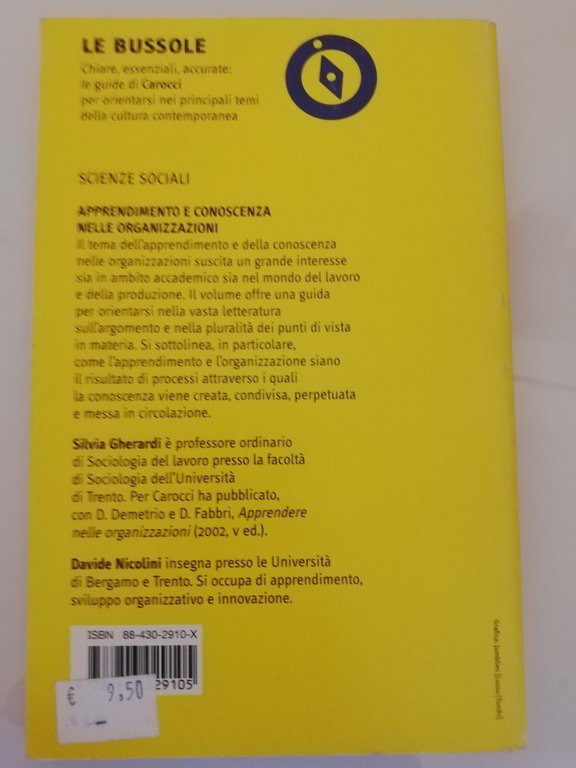 LE BUSSOLE
Chiare, essenziali, accurate:
le guide di Carocci
per orientarsi nei principali temi
della cultura contemporanea
SCIENZE SOCIALI
APPRENDIMENTO E CONOSCENZA
NELLE ORGANIZZAZIONI
Il tema dell'apprendimento e della conoscenza
nelle organizzazioni suscita un grande interesse
sia in ambito accademico sia nel mondo del lavoro
e della produzione. Il volume offre una guida
per orientarsi nella vasta letteratura
sull'argomento e nella pluralità dei punti di vista
in materia. Si sottolinea, in particolare,
come l'apprendimento e l'organizzazione siano
il risultato di processi attraverso i quali
la conoscenza viene creata, condivisa, perpetuata
e messa in circolazione.
Silvia Gherardi è professore ordinario
di Sociologia del lavoro presso la facoltà
di Sociologia dell'Università
di Trento. Per Carocci ha pubblicato,
con D. Demetrio e D. Fabbri, Apprendere
nelle organizzazioni (2002, v ed.).
Davide Nicolini insegna presso le Università
di Bergamo e Trento. Si occupa di apprendimento,
sviluppo organizzativo e innovazione.
ISBN 88-430-2910-X
29105
€ 9,50
Grafica: Jumblies